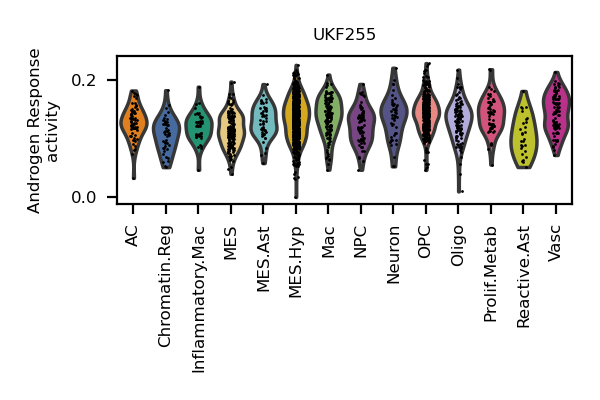 UKF255
Androgen Response
activity
0.2
0.0
AC
Chromatin.Reg
Inflammatory.Mac
MES
MES.Ast
MES.Hyp
Mac
NPC
Neuron
OPC
Oligo
Prolif.Metab
Reactive.Ast
Vasc